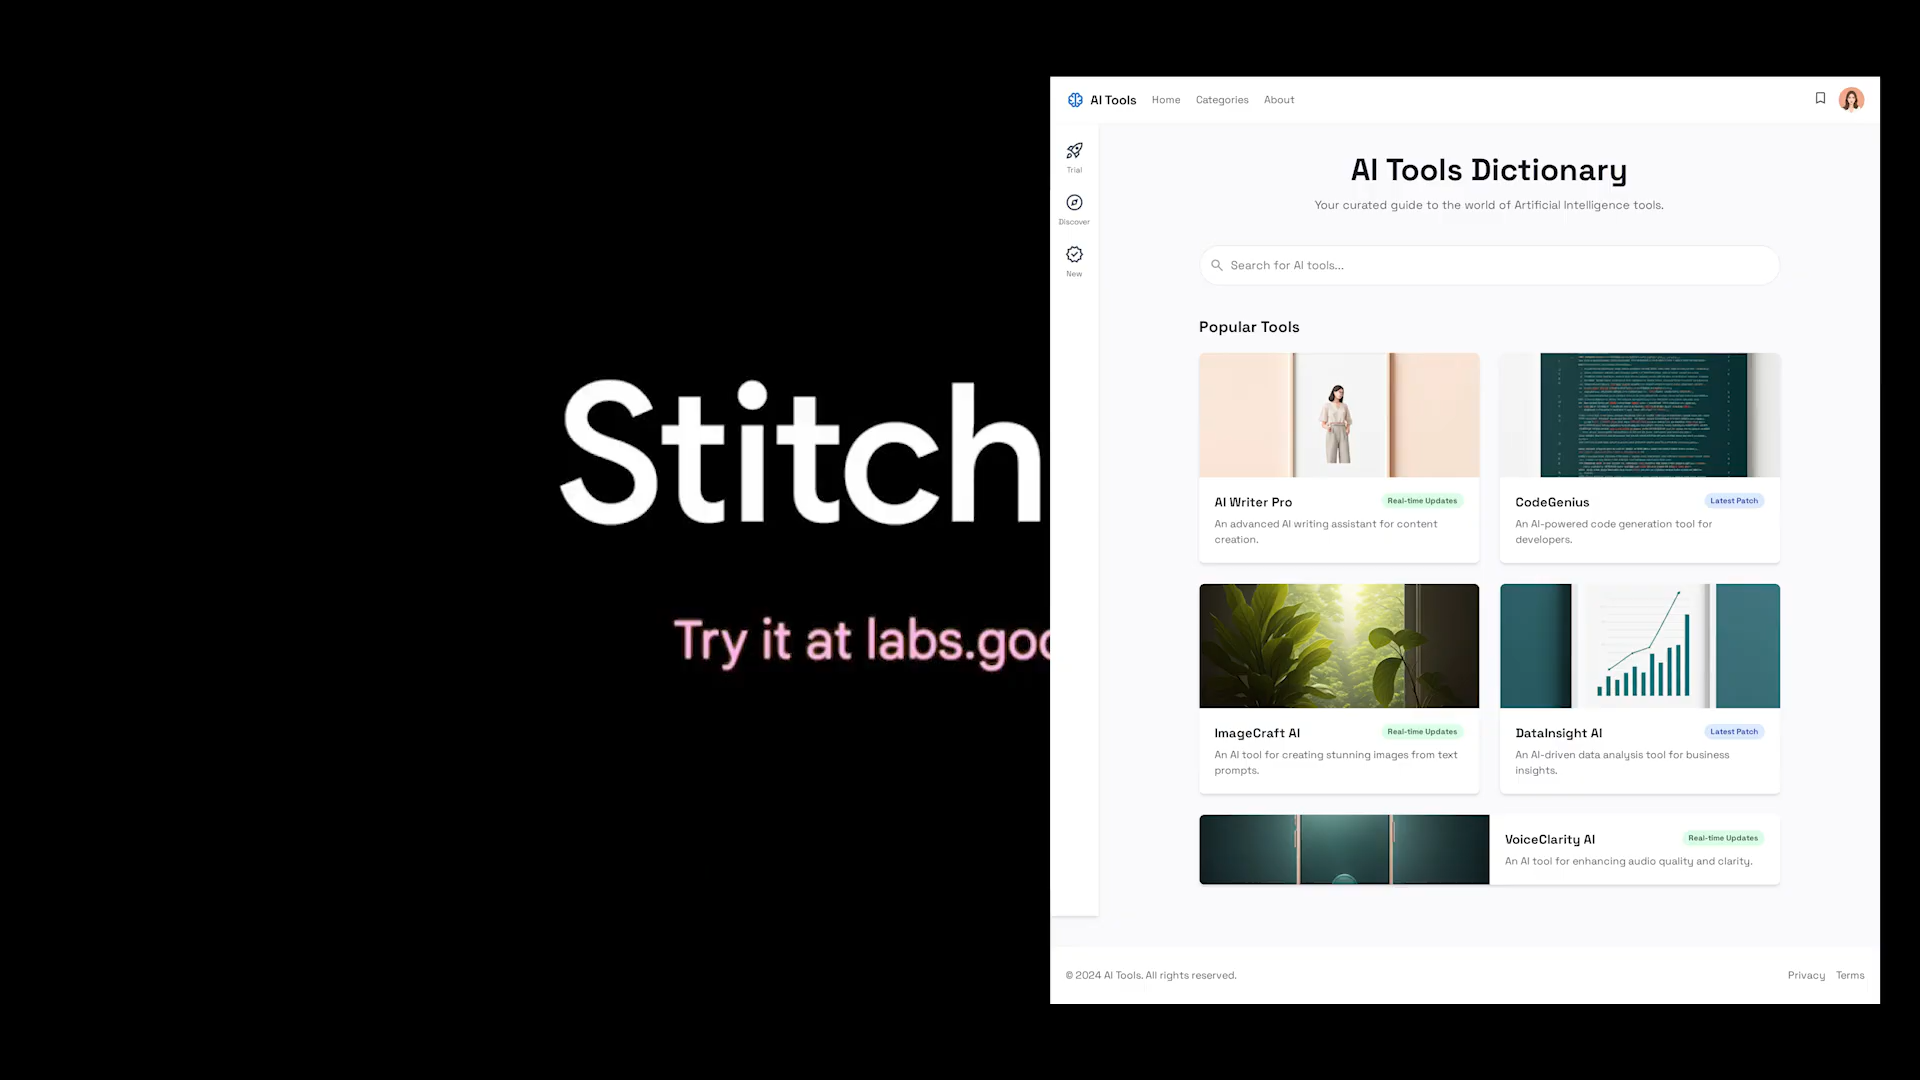 Stitch
Try it at labs.goo
AI Tools
Home
Categories
About
Trial
Discover
New
AI Tools Dictionary
Your curated guide to the world of Artificial Intelligence tools.
Search for AI tools...
Popular Tools
AI Writer Pro
Real-time Updates
An advanced AI writing assistant for content
creation.
CodeGenius
Latest Patch
An AI-powered code generation tool for
developers.
ImageCraft AI
Real-time Updates
An AI tool for creating stunning images from text
prompts.
DataInsight AI
Latest Patch
An AI-driven data analysis tool for business
insights.
VoiceClarity AI
Real-time Updates
An AI tool for enhancing audio quality and clarity.
© 2024 AI Tools. All rights reserved.
Privacy
Terms